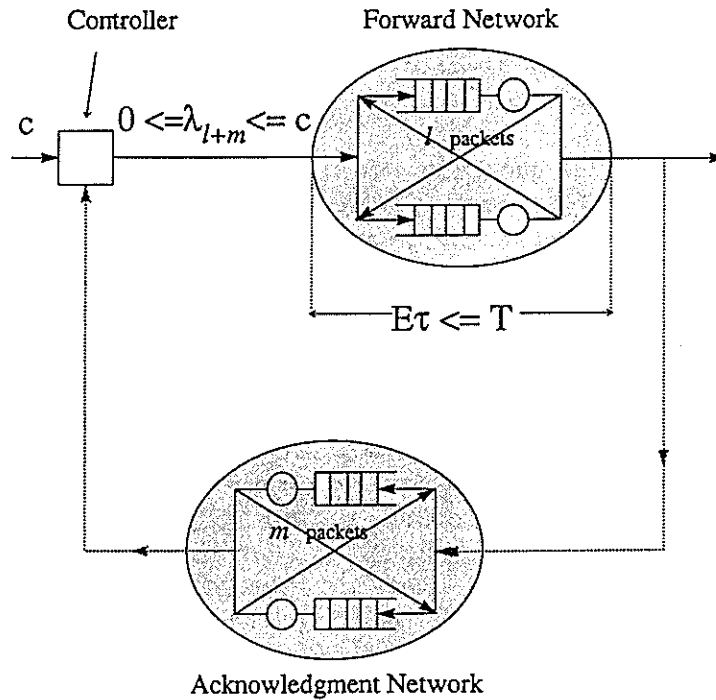 Controller
Forward Network
c
0 <=λ_{l+m}<= c
l packets
Eτ <= T
m packets
Acknowledgment Network